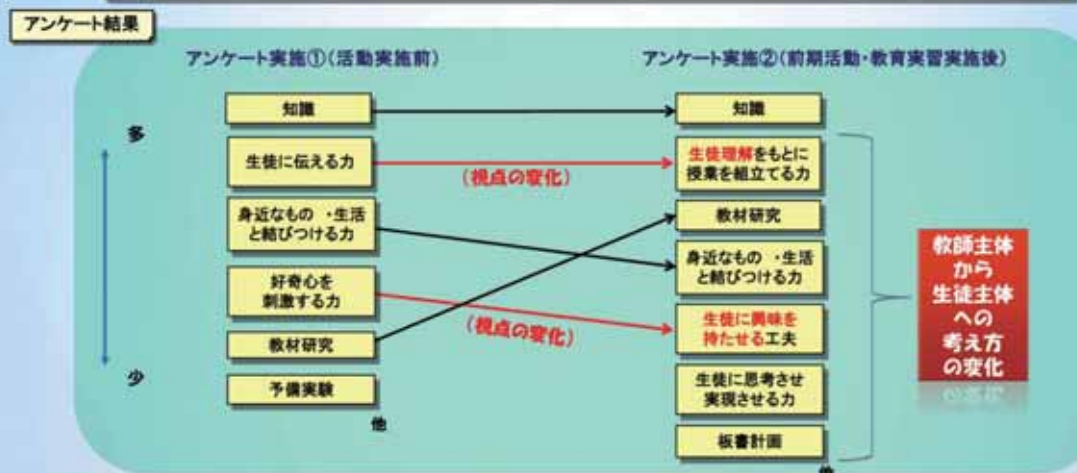 アンケート結果
アンケート実施①(活動実施前)
多
少
知識
生徒に伝える力
身近なもの ・生活
と結びつける力
好奇心を
刺激する力
教材研究
予備実験
他
(視点の変化)
(視点の変化)
アンケート実施②(前期活動・教育実習実施後)
知識
生徒理解をもとに
授業を組立てる力
教材研究
身近なもの ・生活
と結びつける力
生徒に興味を
持たせる工夫
生徒に思考させ
実現させる力
板書計画
他
教師主体
から
生徒主体
への
考え方
の変化